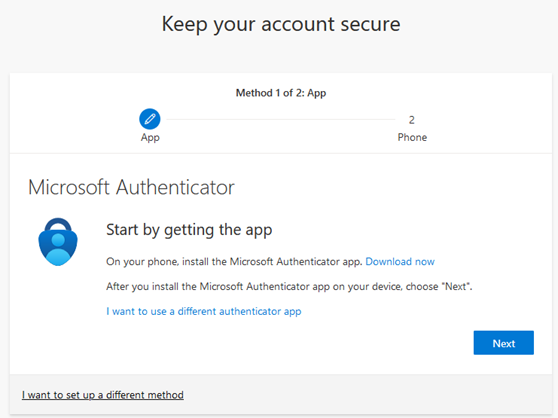 Keep your account secure
Method 1 of 2: App
2
App
Phone
Microsoft Authenticator
Start by getting the app
On your phone, install the Microsoft Authenticator app. Download now
After you install the Microsoft Authenticator app on your device, choose "Next".
I want to use a different authenticator app
Next
I want to set up a different method